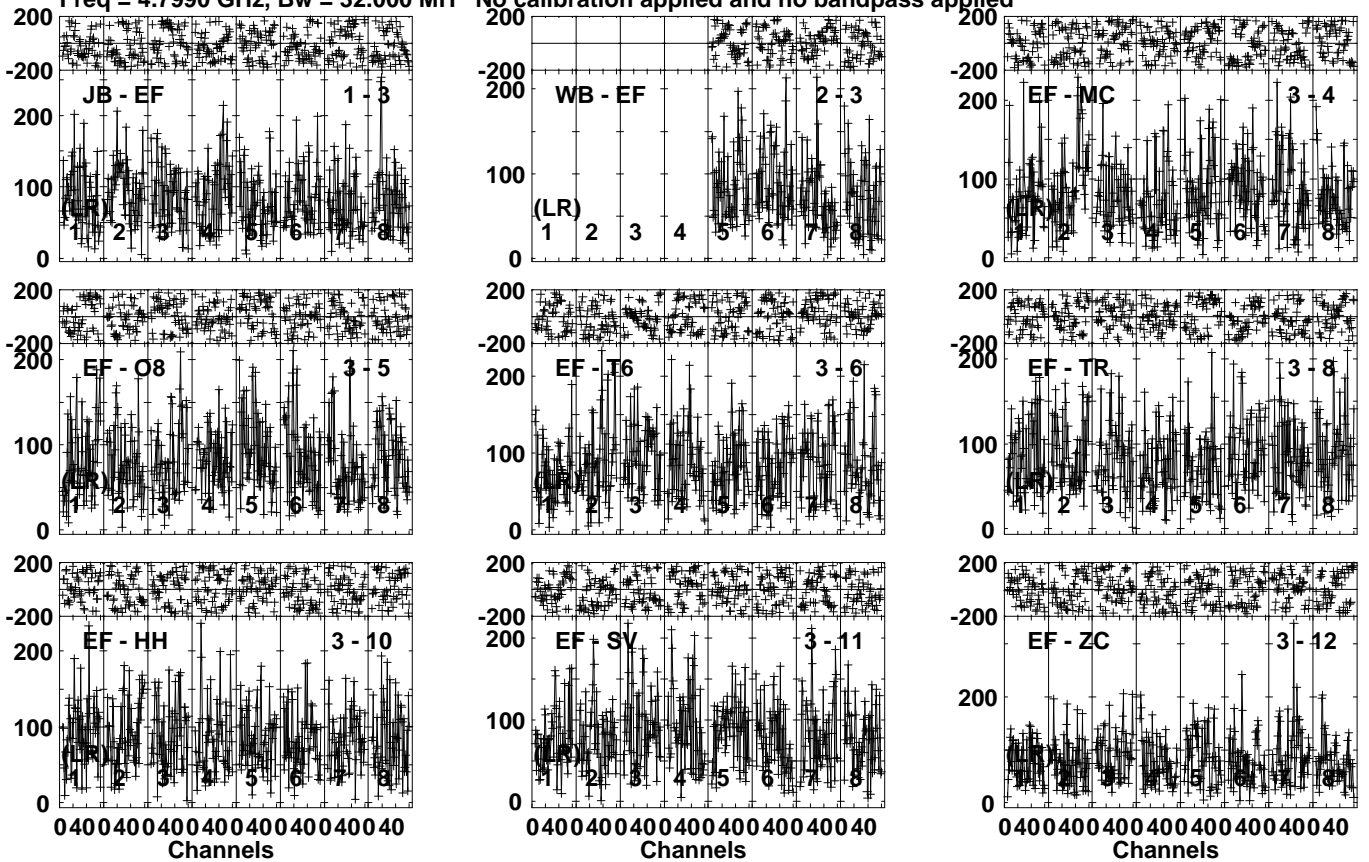 Freq = 4.7990 GHz, Bw = 32.000 MH No calibration applied and no bandpass applied
200 200 200
-200 -200 -200
JB - EF 1 - 3 WB - EF 2 - 3 EF - MC 3 - 4
200 200 200
100 100 100
(LR) (LR) (LR)
1 2 3 4 5 6 7 8 1 2 3 4 5 6 7 8 1 2 3 4 5 6 7 8
0 0 0
200 200 200
-200 -200 -200
EF - O8 3 - 5 EF - T6 3 - 6 EF - TR 3 - 8
200 200 200
100 100 100
(LR) (LR) (LR)
1 2 3 4 5 6 7 8 1 2 3 4 5 6 7 8 1 2 3 4 5 6 7 8
0 0 0
200 200 200
-200 -200 -200
EF - HH 3 - 10 EF - SV 3 - 11 EF - ZC 3 - 12
200 200 200
100 100
(LR) (LR) (LR)
1 2 3 4 5 6 7 8 1 2 3 4 5 6 7 8 1 2 3 4 5 6 7 8
0 0 0
0 40 0 40 0 40 0 40 0 40 0 40 0 40 0 40 0 40 0 40 0 40 0 40 0 40 0 40 0 40 0 40 0 40 0 40 0 40 0 40 0 40 0 40 0 40 0 40
Channels Channels Channels